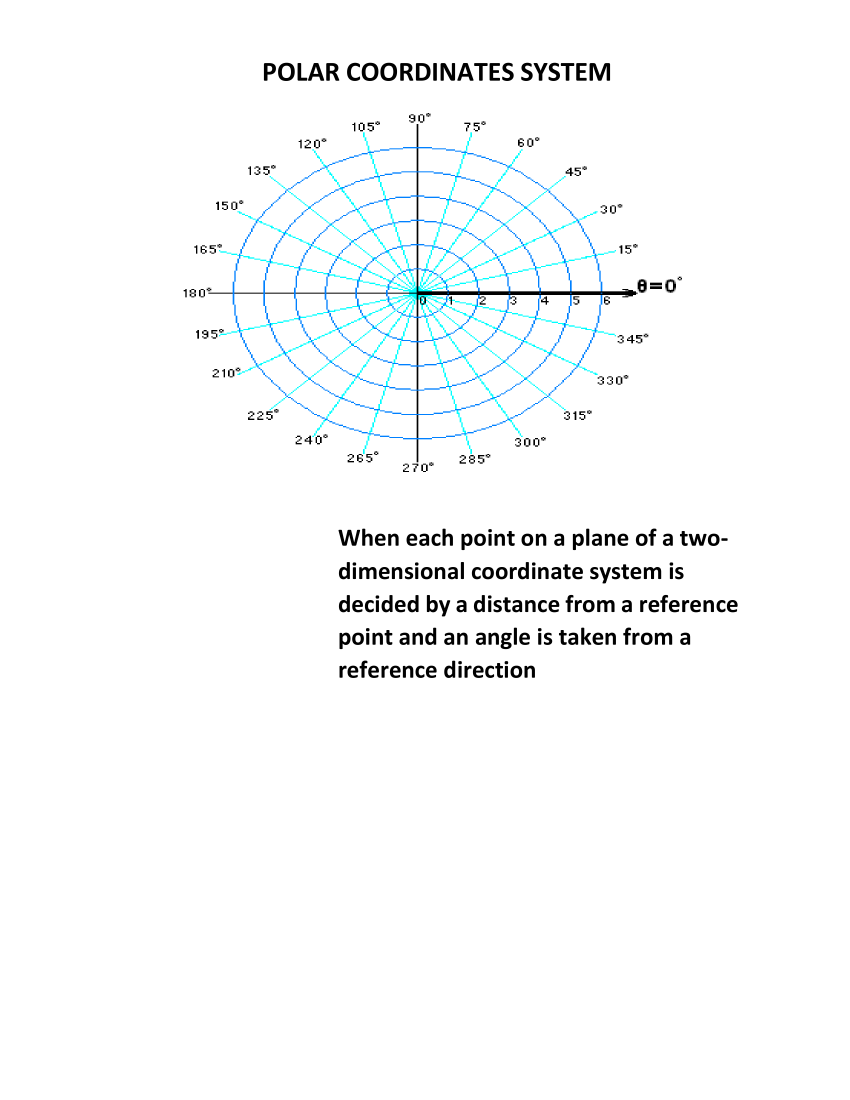 POLAR COORDINATES SYSTEM
90°
105° 75°
120° 60°
135° 45°
150° 30°
165° 15°
180° 0 1 2 3 4 5 6 θ=0°
195° 345°
210° 330°
225° 315°
240° 300°
265° 285°
270°
When each point on a plane of a two-
dimensional coordinate system is
decided by a distance from a reference
point and an angle is taken from a
reference direction